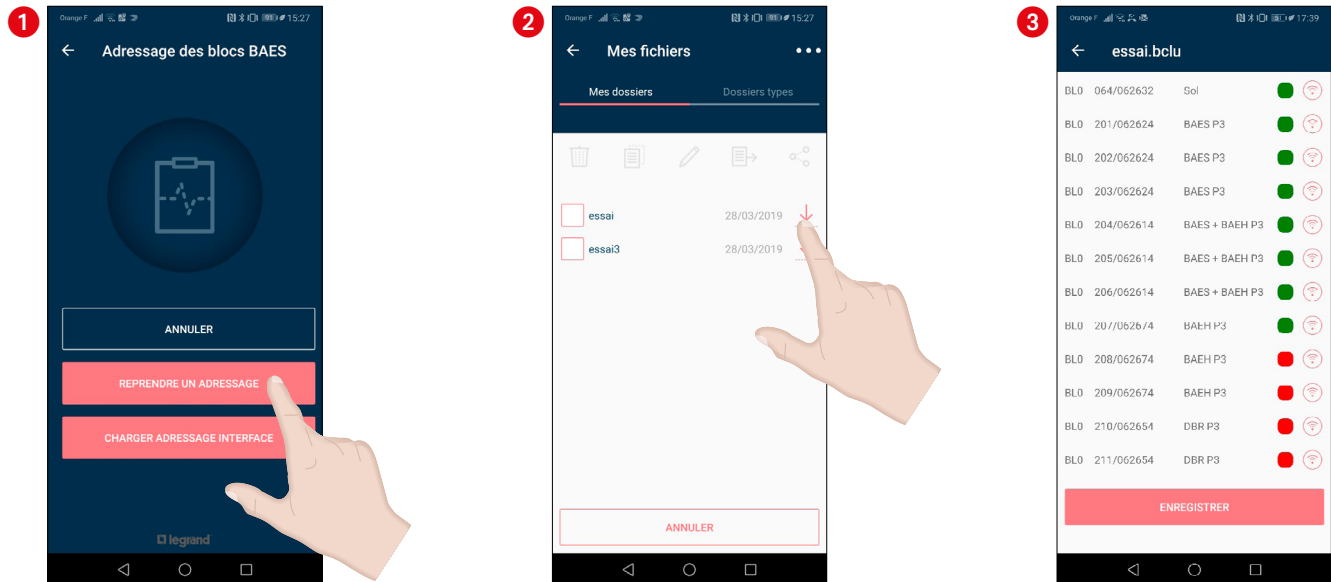 1
Orange F 15:27
Adressage des blocs BAES
ANNULER
REPRENDRE UN ADRESSAGE
CHARGER ADRESSAGE INTERFACE
legrand
2
Orange F 15:27
Mes fichiers
Mes dossiers Dossiers types
essai 28/03/2019
essai3 28/03/2019
ANNULER
3
Orange F 17:39
essai.bclu
BL0 064/062632 Sol
BL0 201/062624 BAES P3
BL0 202/062624 BAES P3
BL0 203/062624 BAES P3
BL0 204/062614 BAES + BAEH P3
BL0 205/062614 BAES + BAEH P3
BL0 206/062614 BAES + BAEH P3
BL0 207/062674 BAEH P3
BL0 208/062674 BAEH P3
BL0 209/062674 BAEH P3
BL0 210/062654 DBR P3
BL0 211/062654 DBR P3
ENREGISTRER